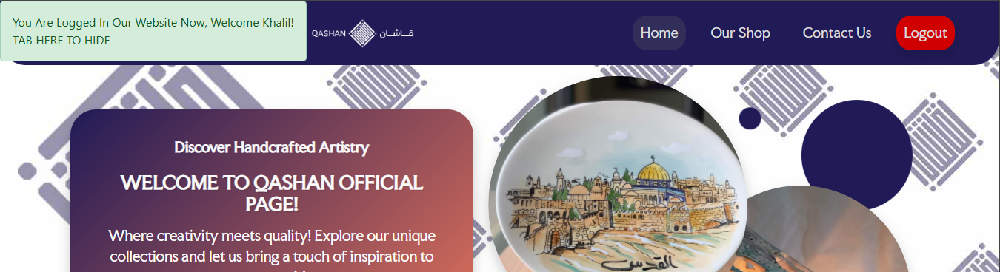 You Are Logged In Our Website Now, Welcome Khalil!
TAB HERE TO HIDE
QASHAN قاشان
Home
Our Shop
Contact Us
Logout
Discover Handcrafted Artistry
WELCOME TO QASHAN OFFICIAL
PAGE!
Where creativity meets quality! Explore our unique
collections and let us bring a touch of inspiration to
القدس